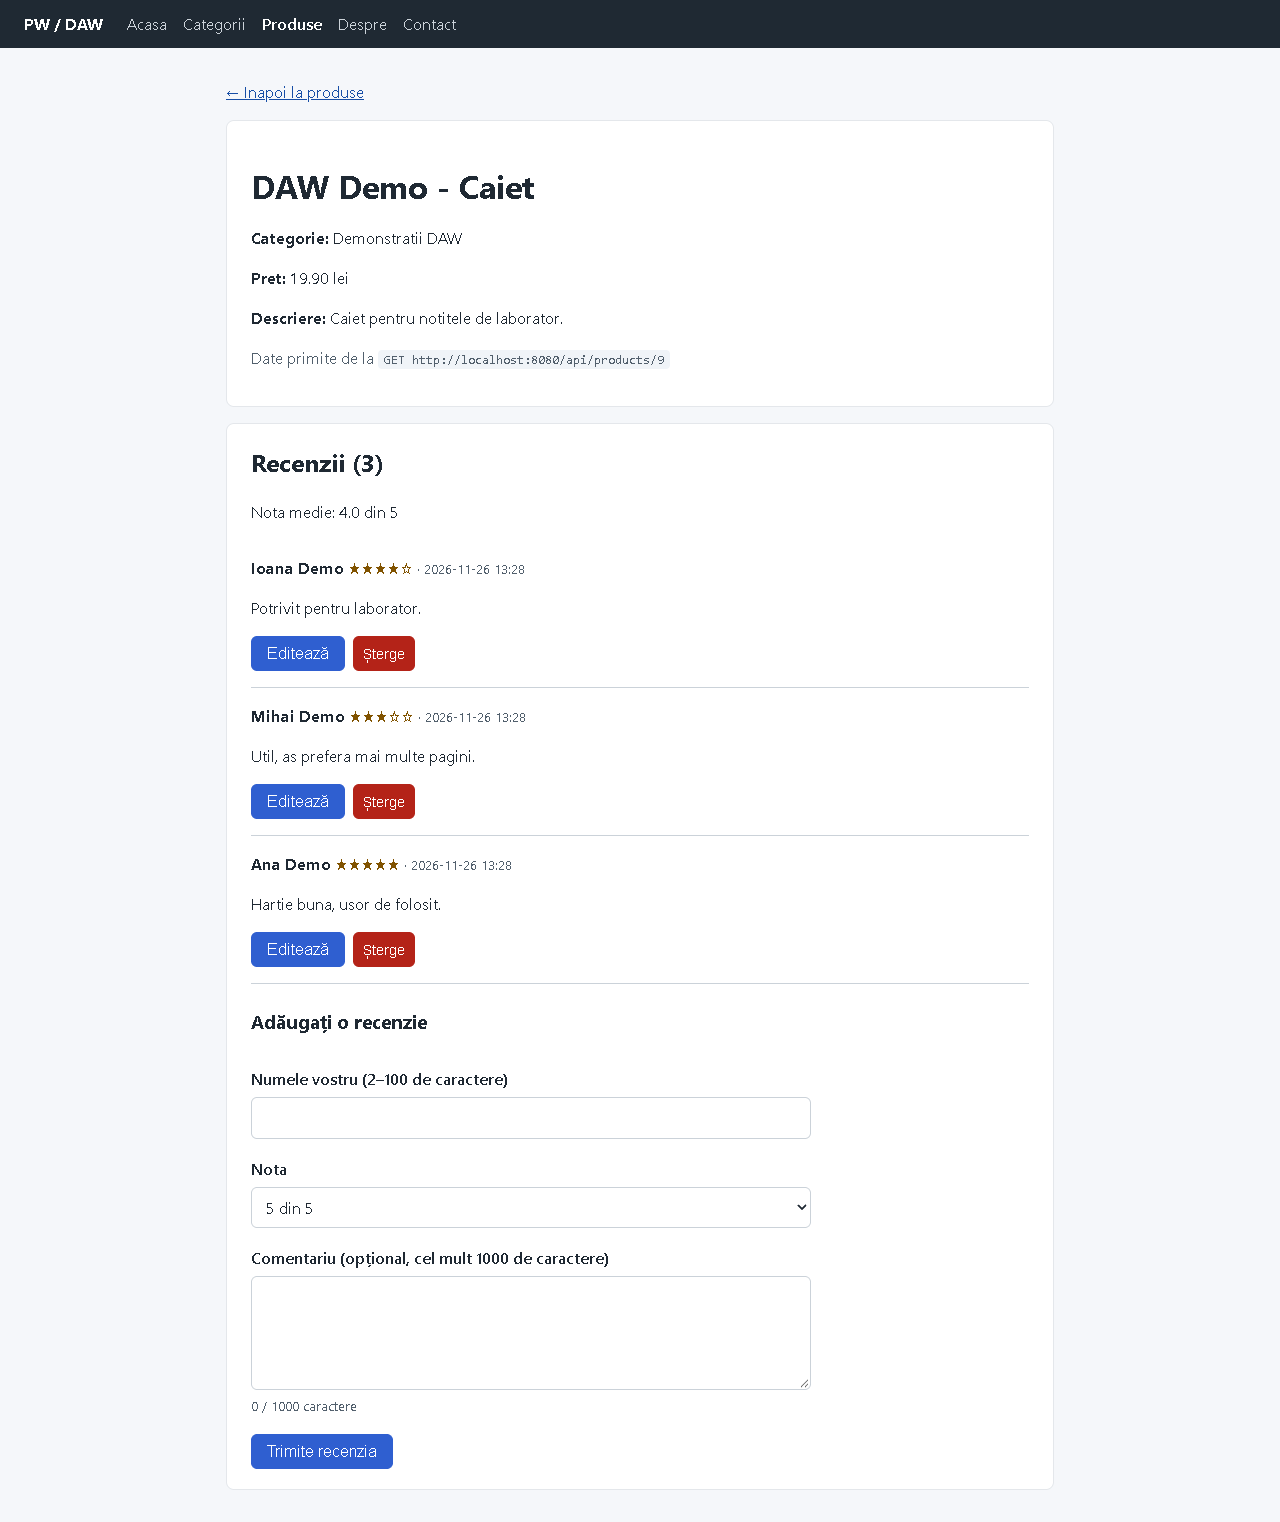 PW / DAW Acasa Categorii Produse Despre Contact
← Inapoi la produse
DAW Demo - Caiet
Categorie: Demonstratii DAW
Pret: 19.90 lei
Descriere: Caiet pentru notitele de laborator.
Date primite de la GET http://localhost:8080/api/products/9
Recenzii (3)
Nota medie: 4.0 din 5
Ioana Demo ★★★★☆ · 2026-11-26 13:28
Potrivit pentru laborator.
Editează Șterge
Mihai Demo ★★★☆☆ · 2026-11-26 13:28
Util, as prefera mai multe pagini.
Editează Șterge
Ana Demo ★★★★★ · 2026-11-26 13:28
Hartie buna, usor de folosit.
Editează Șterge
Adăugați o recenzie
Numele vostru (2–100 de caractere)
Nota
5 din 5
Comentariu (opțional, cel mult 1000 de caractere)
0 / 1000 caractere
Trimite recenzia